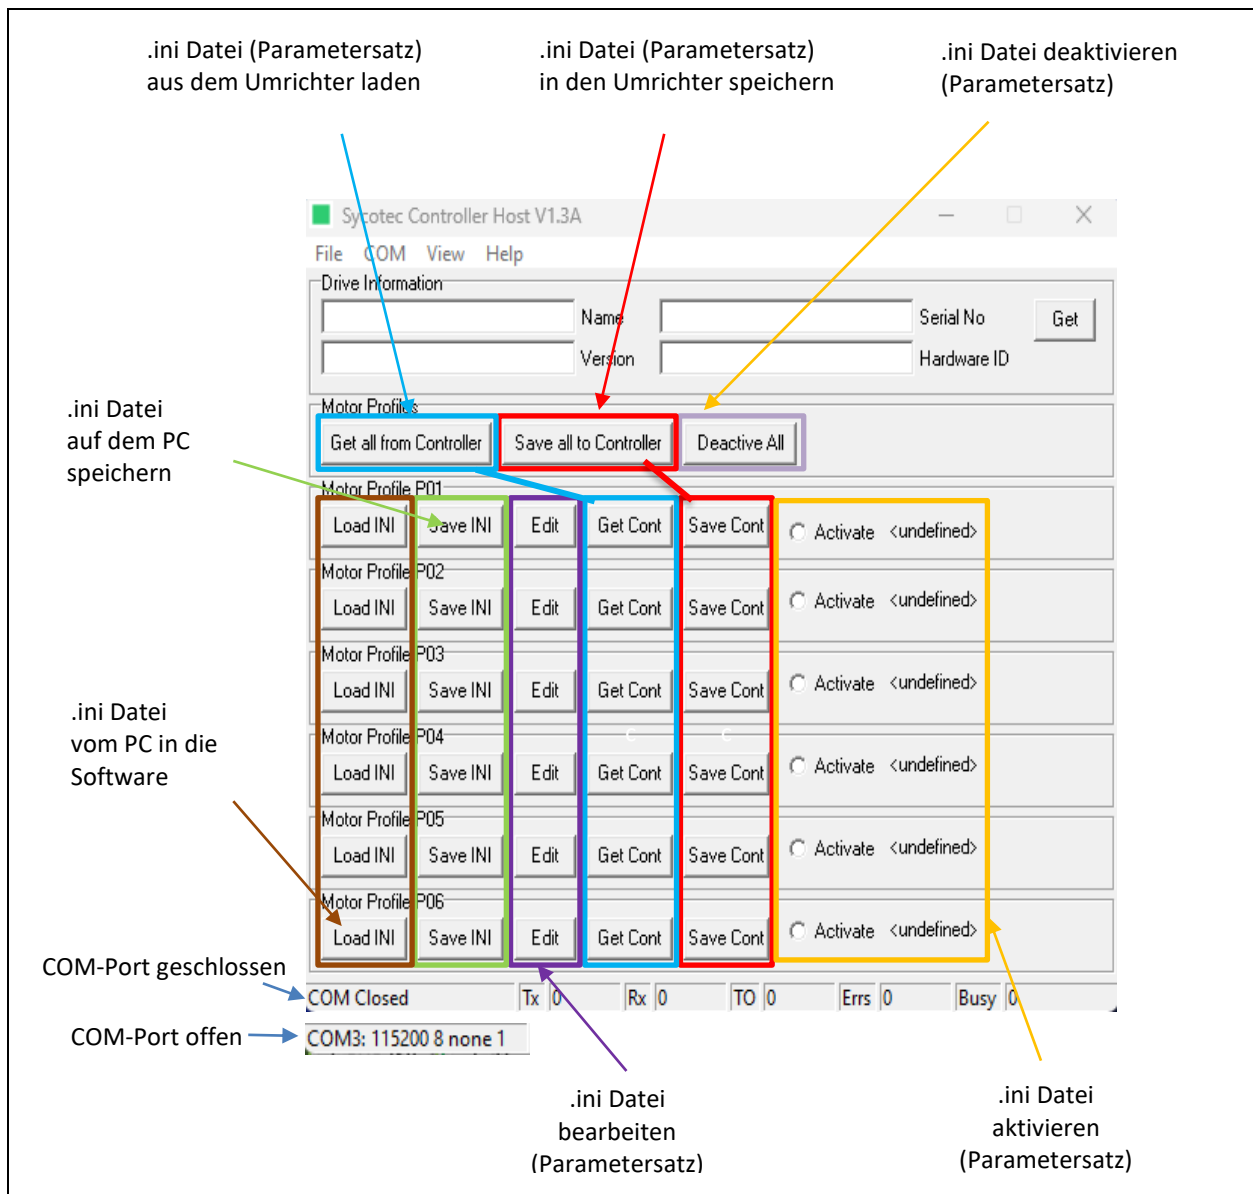 .ini Datei (Parametersatz)
aus dem Umrichter laden
.ini Datei (Parametersatz)
in den Umrichter speichern
.ini Datei deaktivieren
(Parametersatz)
Sycotec Controller Host V1.3A
File COM View Help
Drive Information
Name Serial No Get
Version Hardware ID
.ini Datei
auf dem PC
speichern
Motor Profiles
Get all from Controller Save all to Controller Deactive All
Motor Profile P01
Load INI Save INI Edit Get Cont Save Cont Activate <undefined>
Motor Profile P02
Load INI Save INI Edit Get Cont Save Cont Activate <undefined>
Motor Profile P03
Load INI Save INI Edit Get Cont Save Cont Activate <undefined>
.ini Datei
vom PC in die
Software
Motor Profile P04
C C
Load INI Save INI Edit Get Cont Save Cont Activate <undefined>
Motor Profile P05
Load INI Save INI Edit Get Cont Save Cont Activate <undefined>
Motor Profile P06
Load INI Save INI Edit Get Cont Save Cont Activate <undefined>
COM-Port geschlossen
COM Closed Tx 0 Rx 0 TO 0 Errs 0 Busy 0
COM-Port offen
COM3: 115200 8 none 1
.ini Datei
bearbeiten
(Parametersatz)
.ini Datei
aktivieren
(Parametersatz)